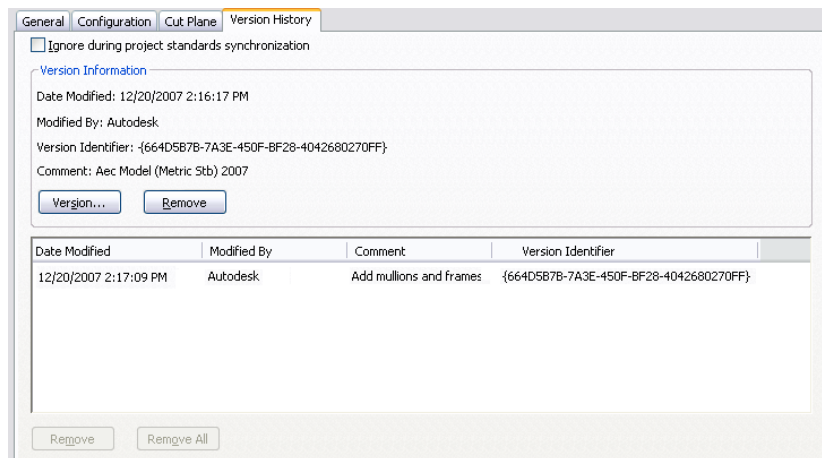 General Configuration Cut Plane Version History
Ignore during project standards synchronization
Version Information
Date Modified: 12/20/2007 2:16:17 PM
Modified By: Autodesk
Version Identifier: {664D5B7B-7A3E-450F-BF28-4042680270FF}
Comment: Aec Model (Metric Stb) 2007
Version... Remove
Date Modified Modified By Comment Version Identifier
12/20/2007 2:17:09 PM Autodesk Add mullions and frames {664D5B7B-7A3E-450F-BF28-4042680270FF}
Remove Remove All